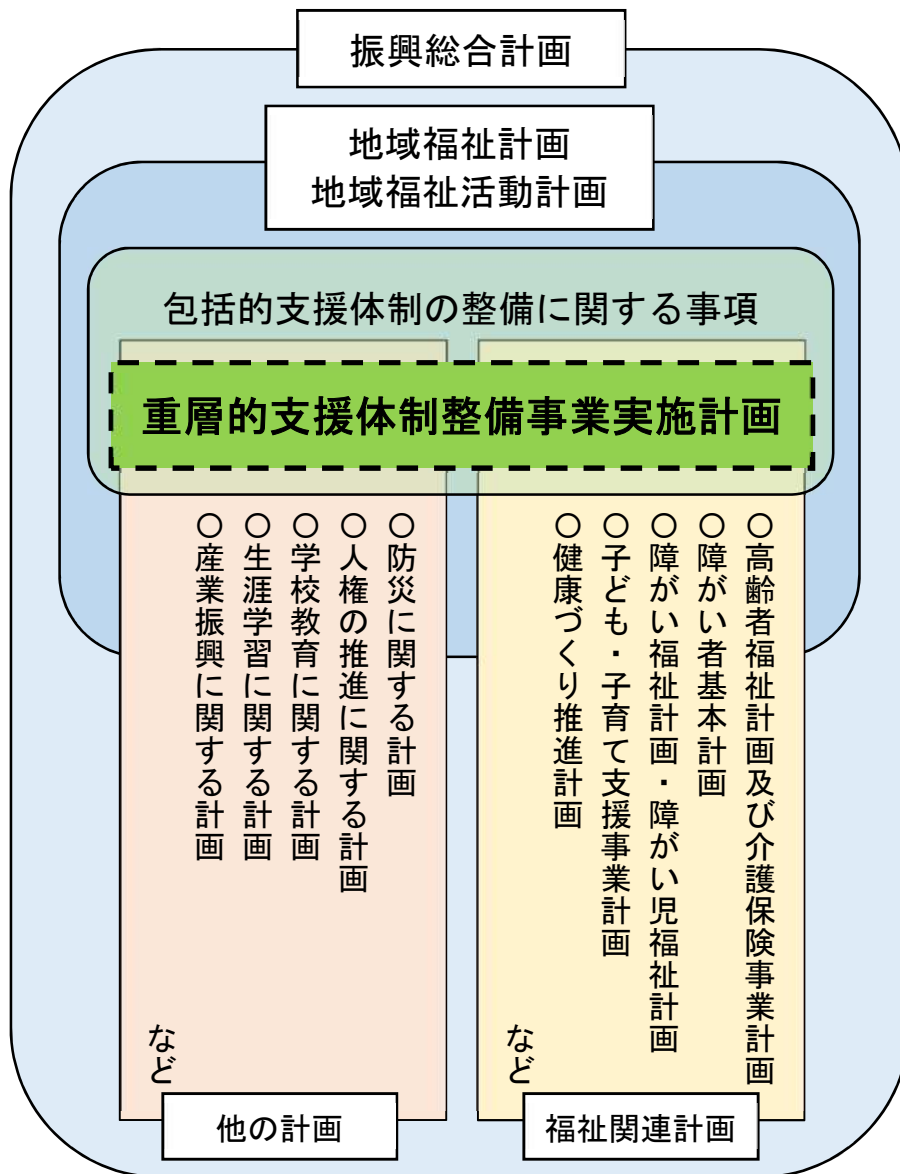 振興総合計画
地域福祉計画
地域福祉活動計画
包括的支援体制の整備に関する事項
重層的支援体制整備事業実施計画
○高齢者福祉計画及び介護保険事業計画
○障がい者基本計画
○障がい福祉計画・障がい児福祉計画
○子ども・子育て支援事業計画
○健康づくり推進計画
など
○防災に関する計画
○人権の推進に関する計画
○学校教育に関する計画
○生涯学習に関する計画
○産業振興に関する計画
など
他の計画
福祉関連計画